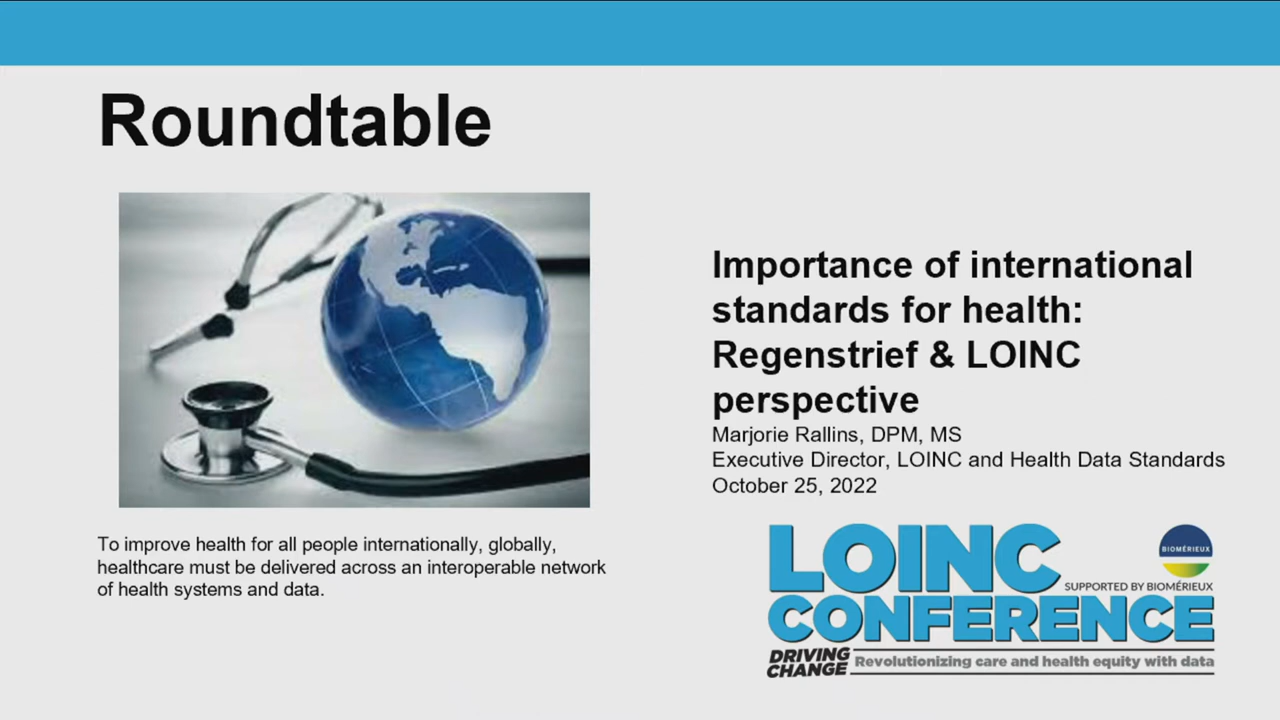 Roundtable
To improve health for all people internationally, globally,
healthcare must be delivered across an interoperable network
of health systems and data.
Importance of international
standards for health:
Regenstrief & LOINC
perspective
Marjorie Rallins, DPM, MS
Executive Director, LOINC and Health Data Standards
October 25, 2022
LOINC
BIOMÉRIEUX
SUPPORTED BY BIOMÉRIEUX
CONFERENCE
DRIVING
CHANGE
Revolutionizing care and health equity with data